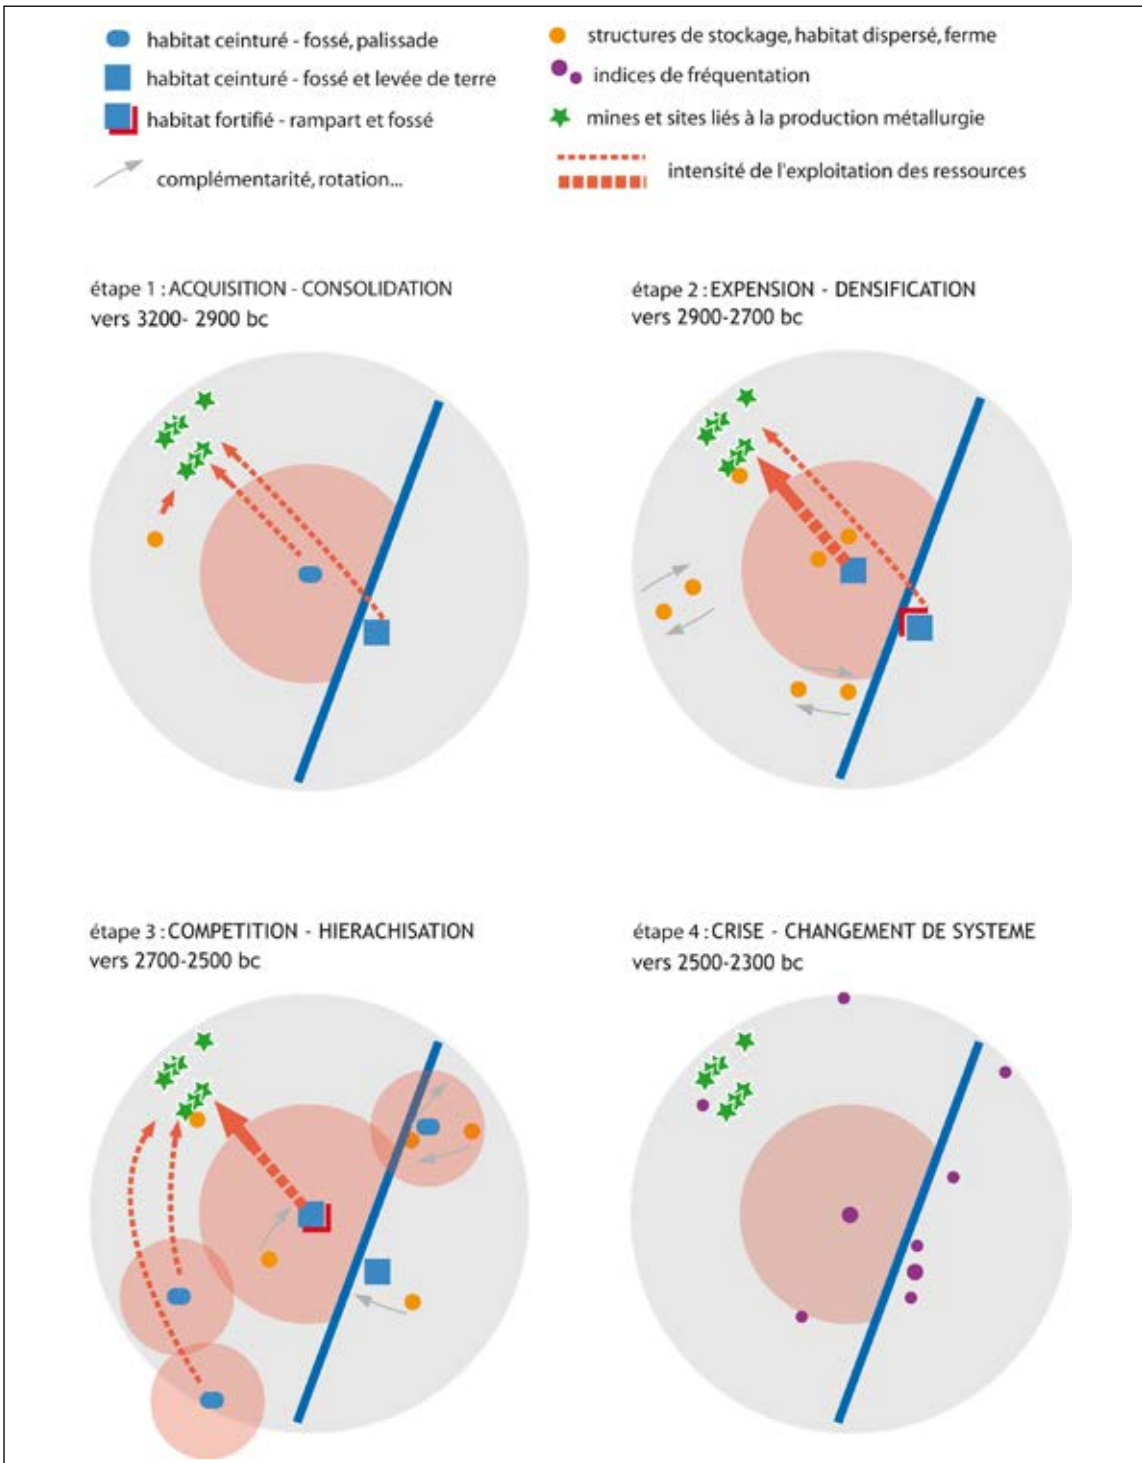 habitat ceinturé - fossé, palissade
habitat ceinturé - fossé et levée de terre
habitat fortifié - rampart et fossé
complémentarité, rotation...
structures de stockage, habitat dispersé, ferme
indices de fréquentation
mines et sites liés à la production métallurgie
intensité de l'exploitation des ressources
étape 1 : ACQUISITION - CONSOLIDATION
vers 3200- 2900 bc
étape 2 : EXPENSION - DENSIFICATION
vers 2900-2700 bc
étape 3 : COMPETITION - HIERACHISATION
vers 2700-2500 bc
étape 4 : CRISE - CHANGEMENT DE SYSTEME
vers 2500-2300 bc